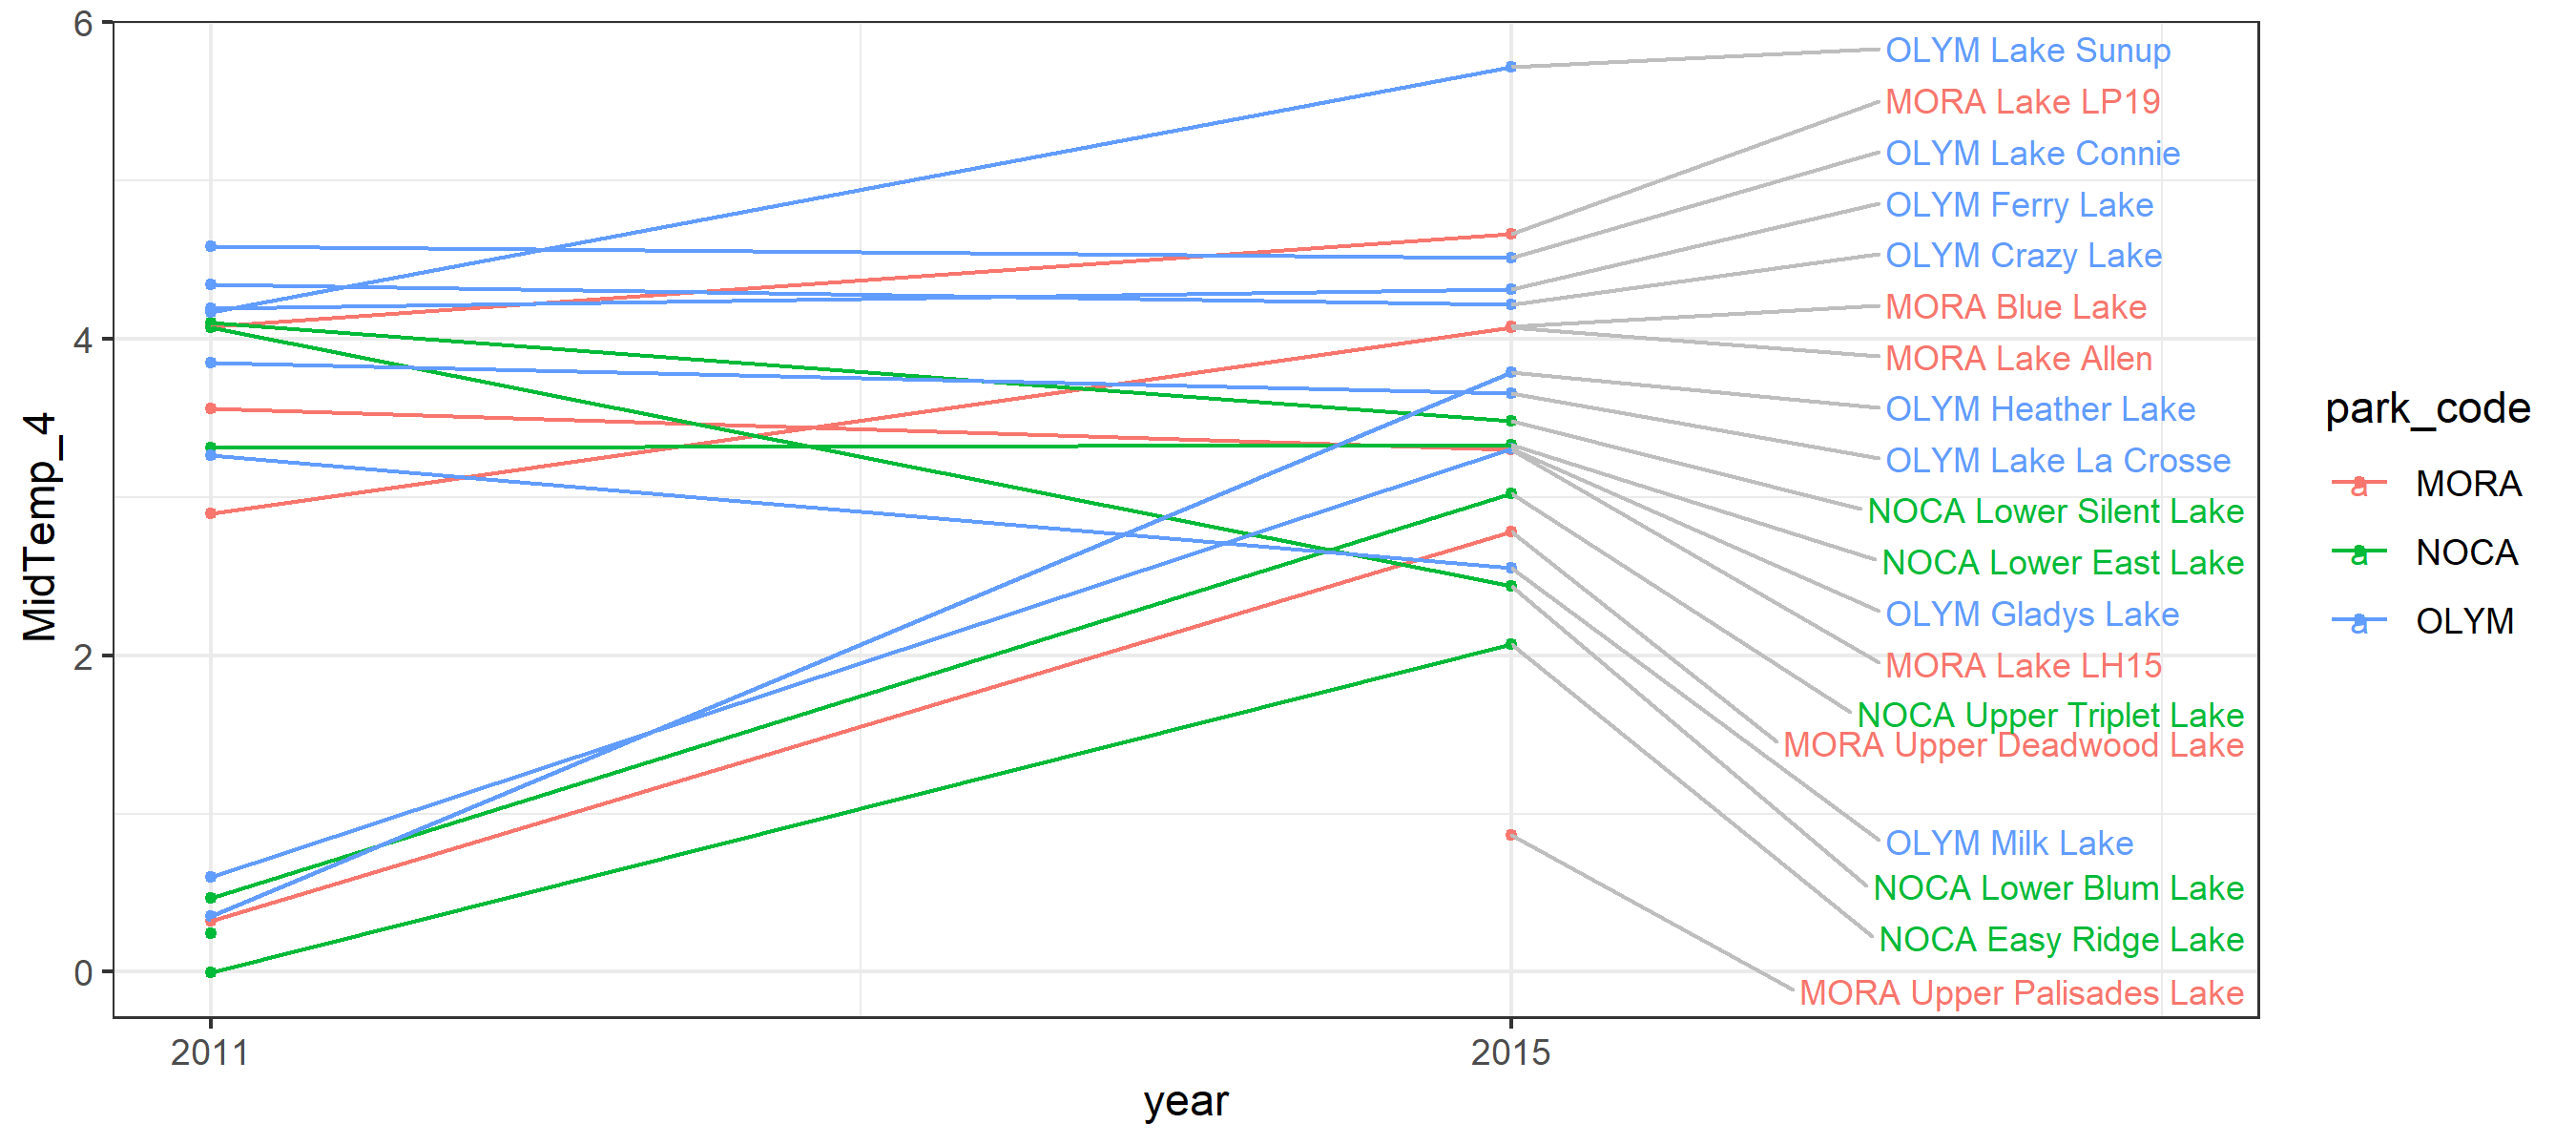 6
4
2
0
MidTemp_4
2011
2015
year
OLYM Lake Sunup
MORA Lake LP19
OLYM Lake Connie
OLYM Ferry Lake
OLYM Crazy Lake
MORA Blue Lake
MORA Lake Allen
OLYM Heather Lake
OLYM Lake La Crosse
NOCA Lower Silent Lake
NOCA Lower East Lake
OLYM Gladys Lake
MORA Lake LH15
NOCA Upper Triplet Lake
MORA Upper Deadwood Lake
OLYM Milk Lake
NOCA Lower Blum Lake
NOCA Easy Ridge Lake
MORA Upper Palisades Lake
park_code
a MORA
a NOCA
a OLYM